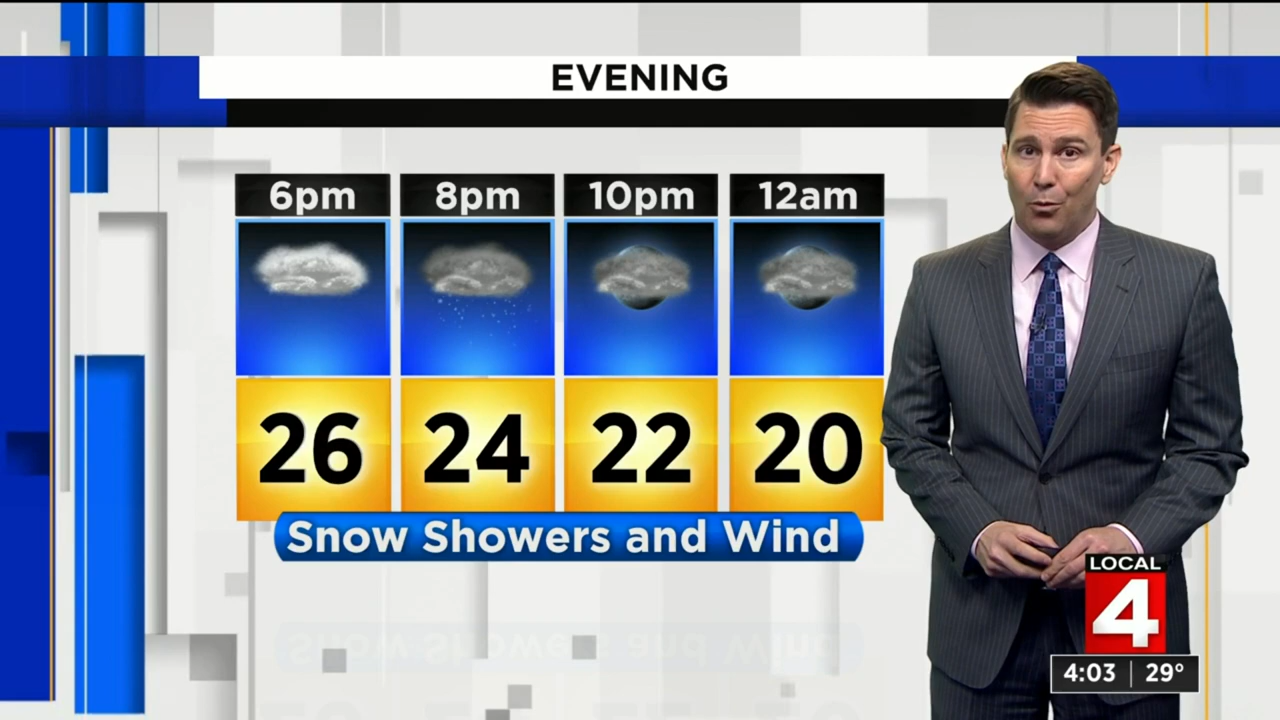 EVENING
6pm 8pm 10pm 12am
26 24 22 20
Snow Showers and Wind
LOCAL
4
4:03 | 29°